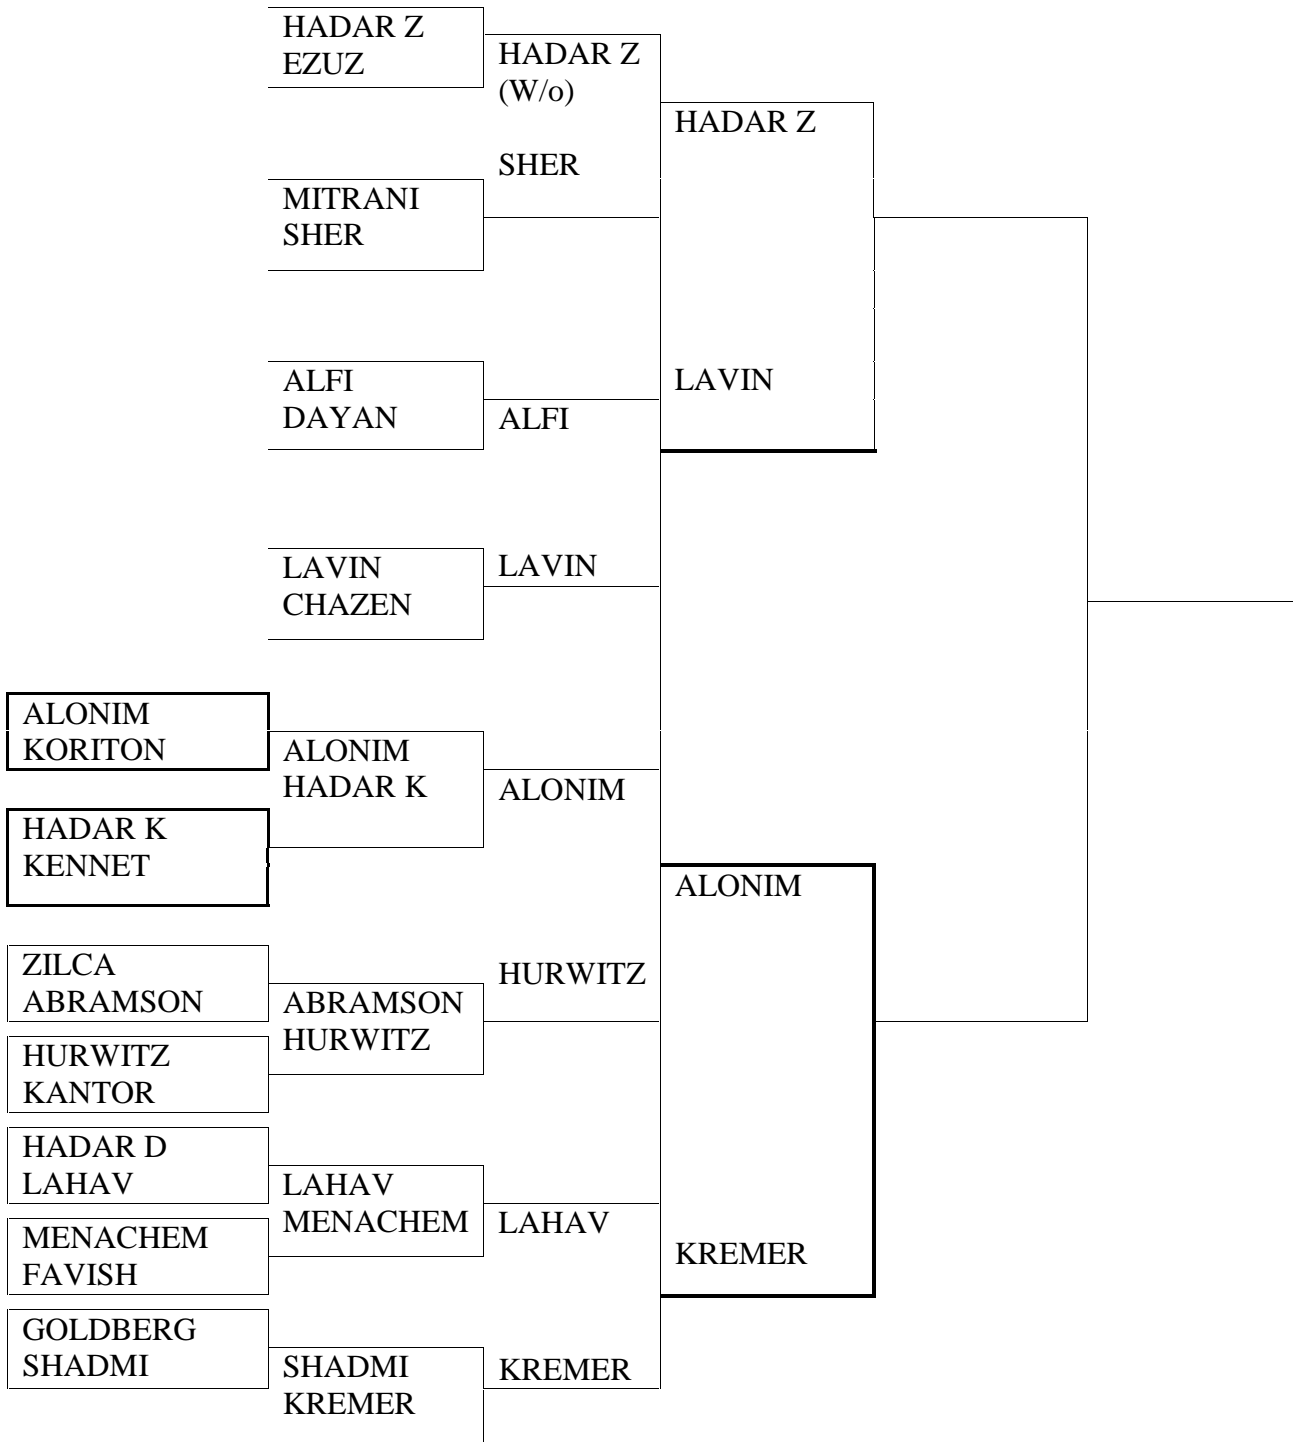 HADAR Z
EZUZ
HADAR Z
(W/o)
HADAR Z
SHER
MITRANI
SHER
ALFI
DAYAN
ALFI
LAVIN
LAVIN
CHAZEN
LAVIN
ALONIM
KORITON
ALONIM
HADAR K
ALONIM
HADAR K
KENNET
ALONIM
ZILCA
ABRAMSON
ABRAMSON
HURWITZ
HURWITZ
HURWITZ
KANTOR
HADAR D
LAHAV
LAHAV
MENACHEM
LAHAV
MENACHEM
FAVISH
KREMER
GOLDBERG
SHADMI
SHADMI
KREMER
KREMER